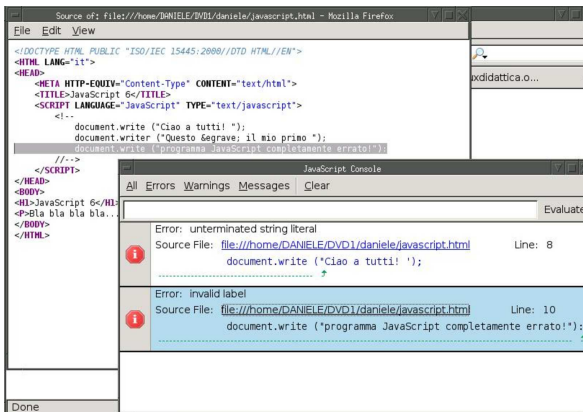 Source of: file:///home/DANIELE/DVD1/daniele/javascript.html - Mozilla Firefox
File Edit View
<!DOCTYPE HTML PUBLIC "ISO/IEC 15445:2000//DTD HTML//EN">
<HTML LANG="it">
<HEAD>
<META HTTP-EQUIV="Content-Type" CONTENT="text/html">
<TITLE>JavaScript 6</TITLE>
<SCRIPT LANGUAGE="JavaScript" TYPE="text/javascript">
<!--
document.write ("Ciao a tutti! ");
document.writer ("Questo &egrave; il mio primo ");
document.write ("programma JavaScript completamente errato!"):
//-->
</SCRIPT>
</HEAD>
<BODY>
<H1>JavaScript 6</H1>
<P>Bla bla bla bla...
</BODY>
</HTML>
uxdidattica.o...
JavaScript Console
All Errors Warnings Messages Clear
Evaluate
Error: unterminated string literal
Source File: file:///home/DANIELE/DVD1/daniele/javascript.html Line: 8
document.write ("Ciao a tutti! ');
Error: invalid label
Source File: file:///home/DANIELE/DVD1/daniele/javascript.html Line: 10
document.write ("programma JavaScript completamente errato!"):
Done